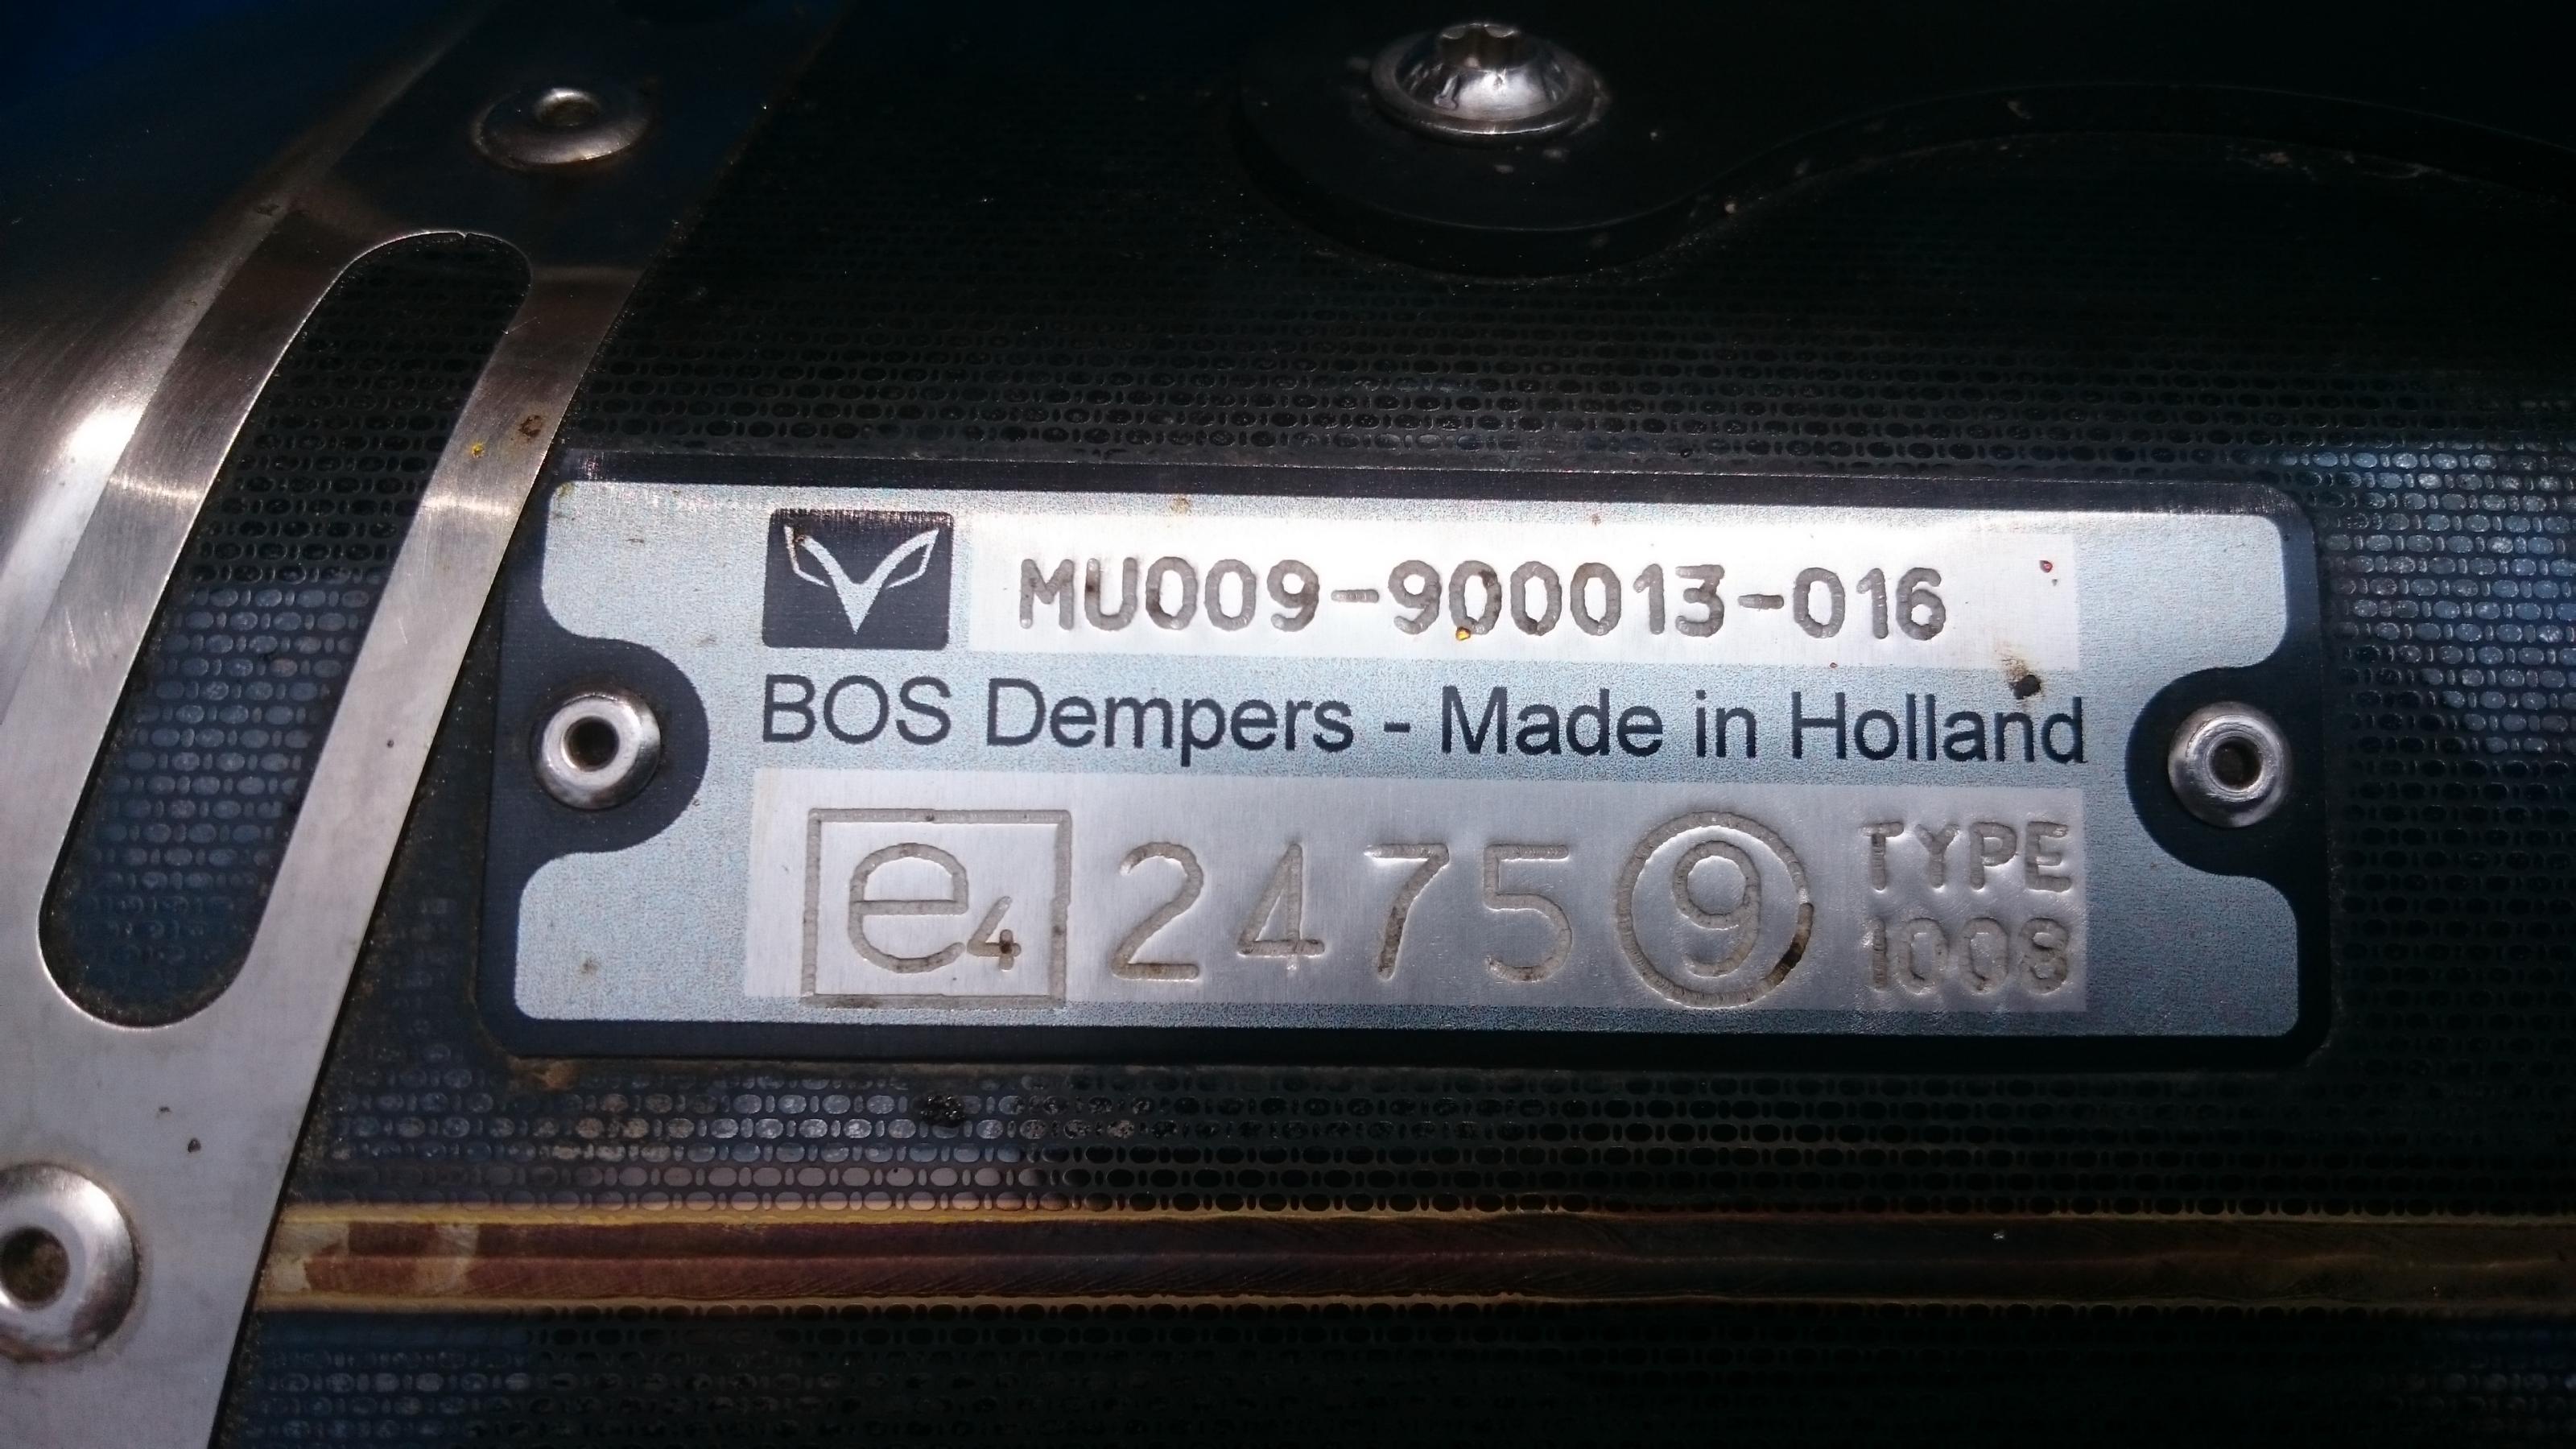 MU009-900013-016
BOS Dempers - Made in Holland
e4 2475 9 TYPE
1008